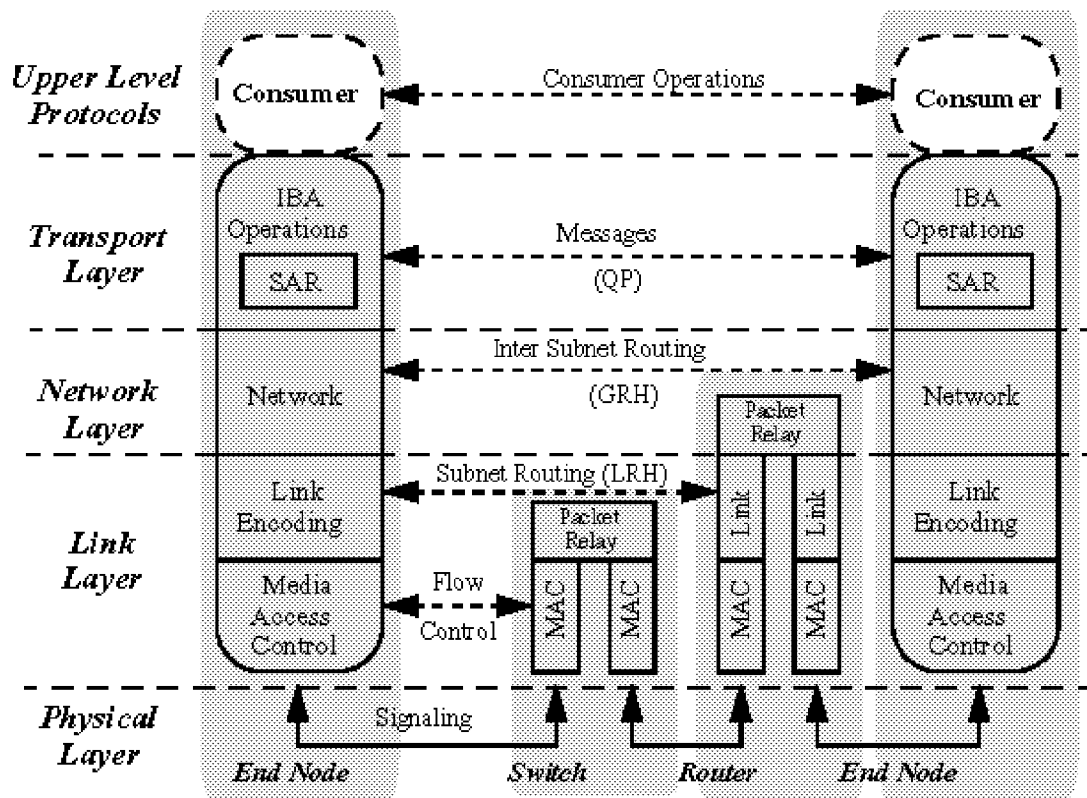 Upper Level
Protocols
Consumer
Consumer Operations
Consumer
Transport
Layer
IBA
Operations
SAR
Messages
(QP)
IBA
Operations
SAR
Network
Layer
Network
Inter Subnet Routing
(GRH)
Packet
Relay
Network
Link
Layer
Link
Encoding
Subnet Routing (LRH)
Packet
Relay
Link
Link
Link
Encoding
Media
Access
Control
Flow
Control
MAC
MAC
MAC
MAC
Media
Access
Control
Physical
Layer
Signaling
End Node
Switch
Router
End Node